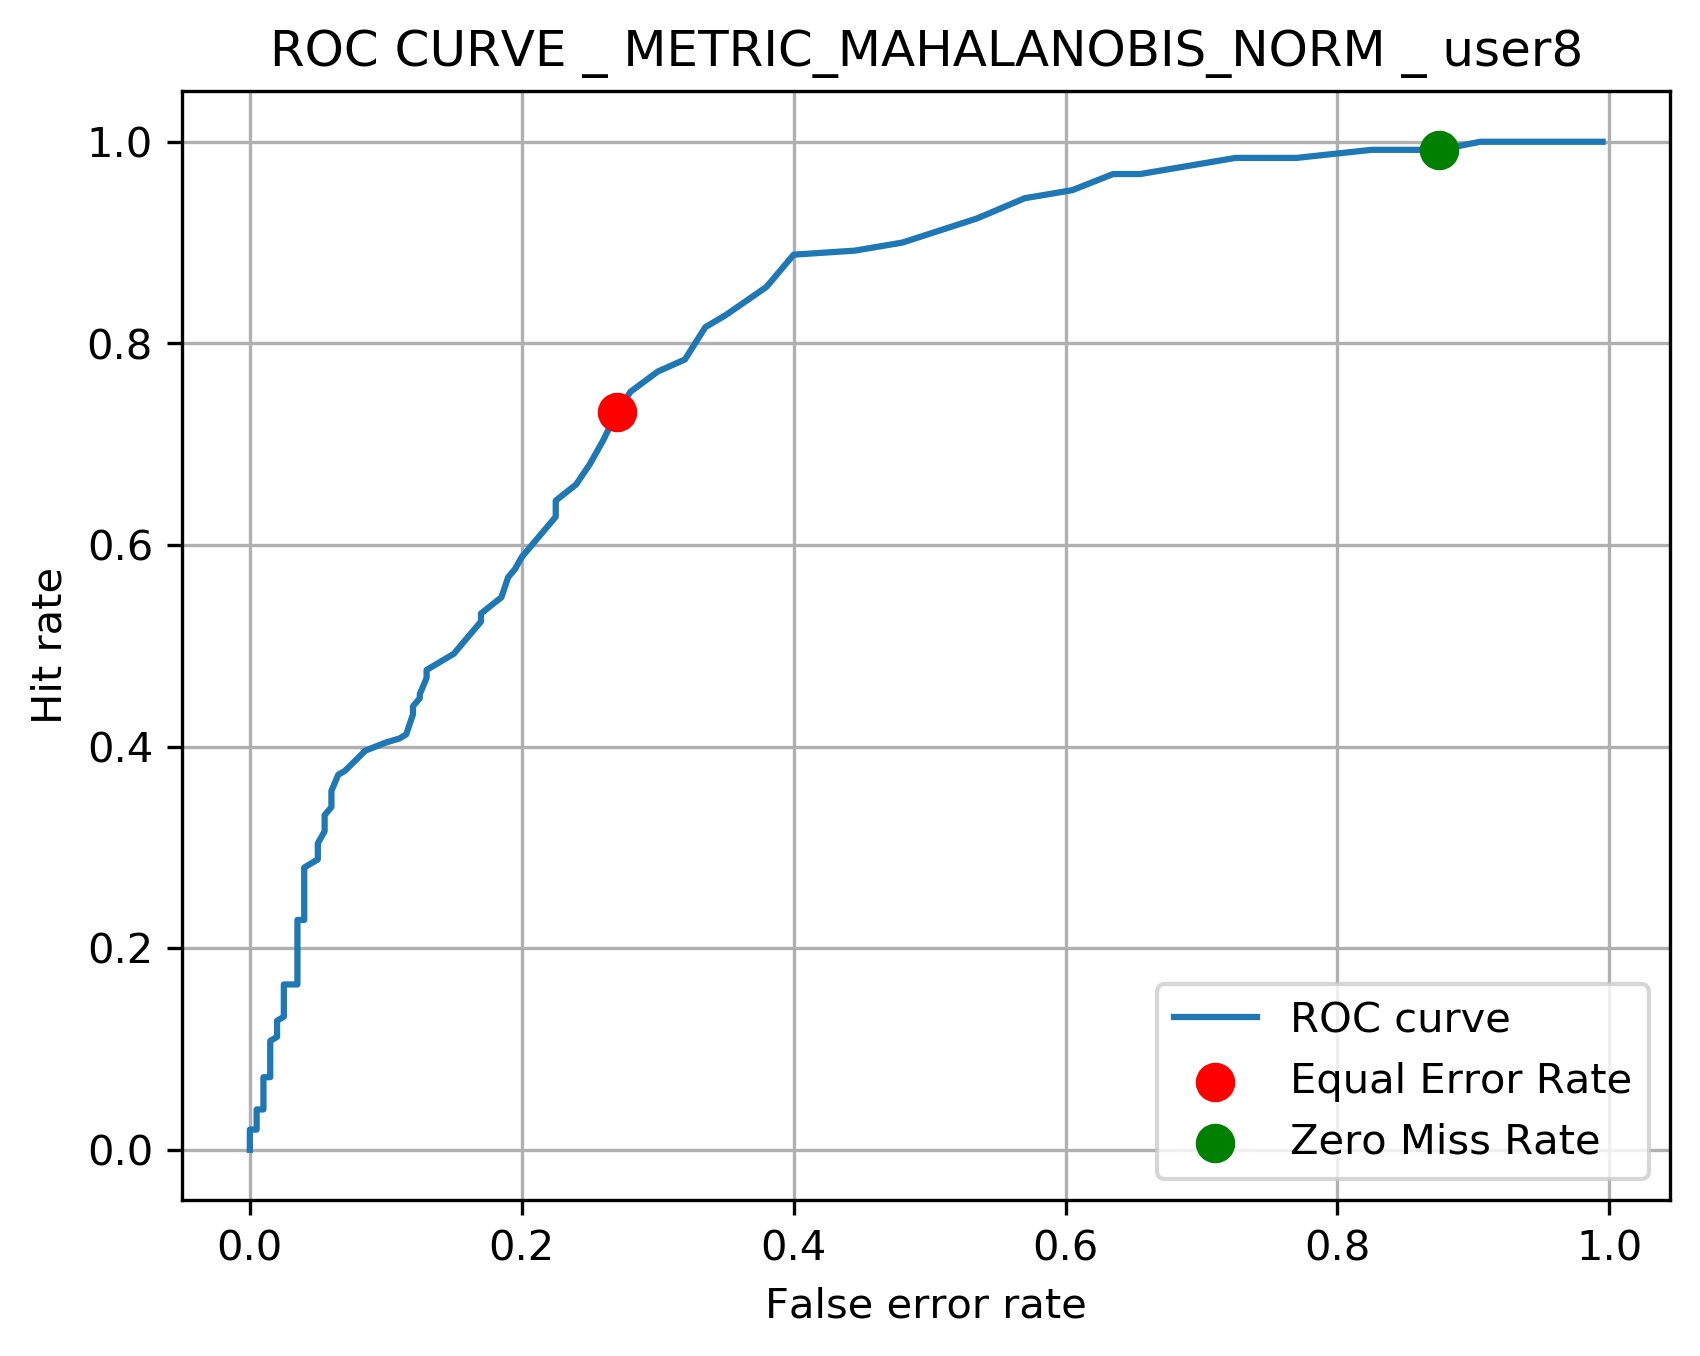 ROC CURVE _ METRIC_MAHALANOBIS_NORM _ user8
1.0
0.8
0.6
0.4
0.2
0.0
Hit rate
ROC curve
Equal Error Rate
Zero Miss Rate
0.0 0.2 0.4 0.6 0.8 1.0
False error rate